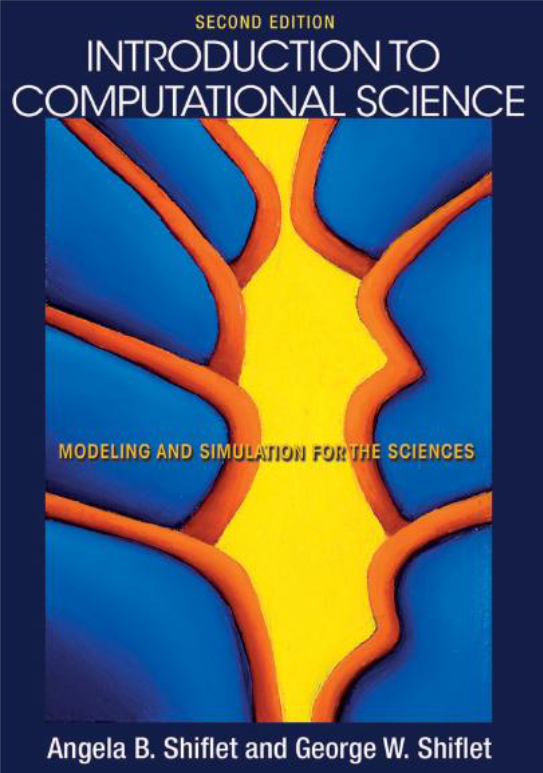 SECOND EDITION
INTRODUCTION TO
COMPUTATIONAL SCIENCE
MODELING AND SIMULATION FOR THE SCIENCES
Angela B. Shiflet and George W. Shiflet